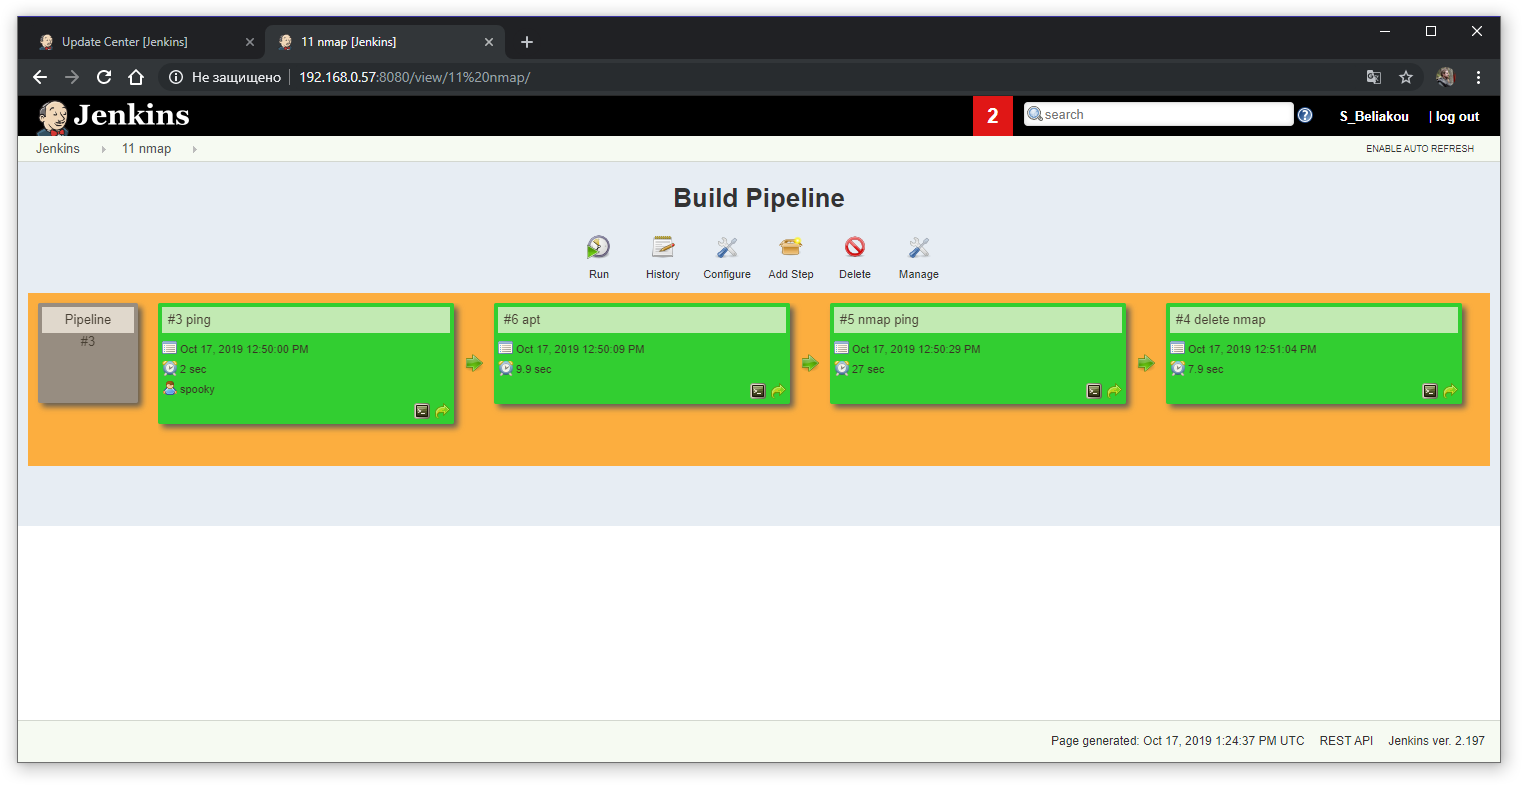 Update Center [Jenkins]
11 nmap [Jenkins]
Не защищено
192.168.0.57:8080/view/11%20nmap/
Jenkins
2
search
S_Beliakou
| log out
Jenkins
11 nmap
ENABLE AUTO REFRESH
Build Pipeline
Run
History
Configure
Add Step
Delete
Manage
Pipeline
#3
#3 ping
Oct 17, 2019 12:50:00 PM
2 sec
spooky
#6 apt
Oct 17, 2019 12:50:09 PM
9.9 sec
#5 nmap ping
Oct 17, 2019 12:50:29 PM
27 sec
#4 delete nmap
Oct 17, 2019 12:51:04 PM
7.9 sec
Page generated: Oct 17, 2019 1:24:37 PM UTC
REST API
Jenkins ver. 2.197